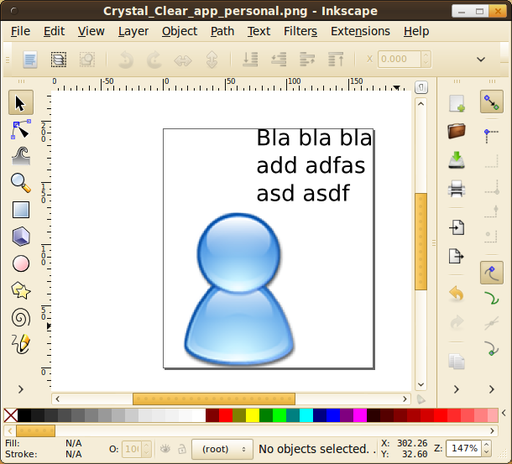 Crystal_Clear_app_personal.png - Inkscape
File Edit View Layer Object Path Text Filters Extensions Help
X 0.000
0 50 100 150
Bla bla bla
add adfas
asd asdf
Fill: N/A
Stroke: N/A
O:
(root)
No objects selected. .
X: 302.26
Y: 32.60
Z: 147%